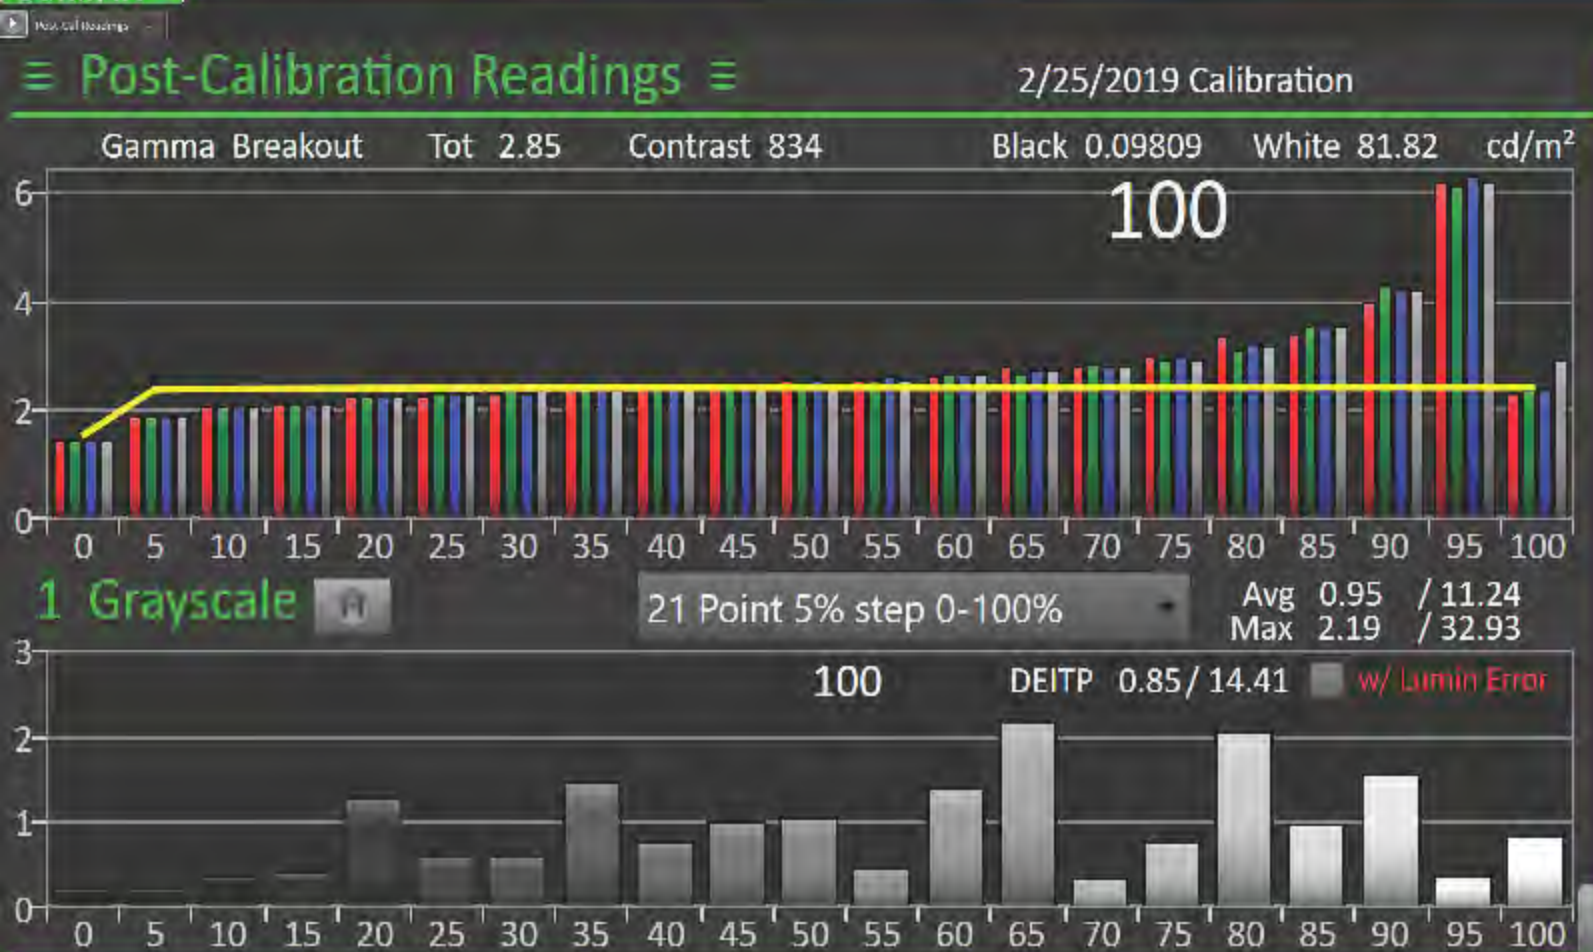 Post-Cal Readings
Post-Calibration Readings
2/25/2019 Calibration
Gamma Breakout Tot 2.85 Contrast 834 Black 0.09809 White 81.82 cd/m²
100
6
4
2
0
0 5 10 15 20 25 30 35 40 45 50 55 60 65 70 75 80 85 90 95 100
1 Grayscale
21 Point 5% step 0-100%
Avg 0.95 / 11.24
Max 2.19 / 32.93
100 DEITP 0.85/ 14.41 w/ Lumin Error
3
2
1
0
0 5 10 15 20 25 30 35 40 45 50 55 60 65 70 75 80 85 90 95 100